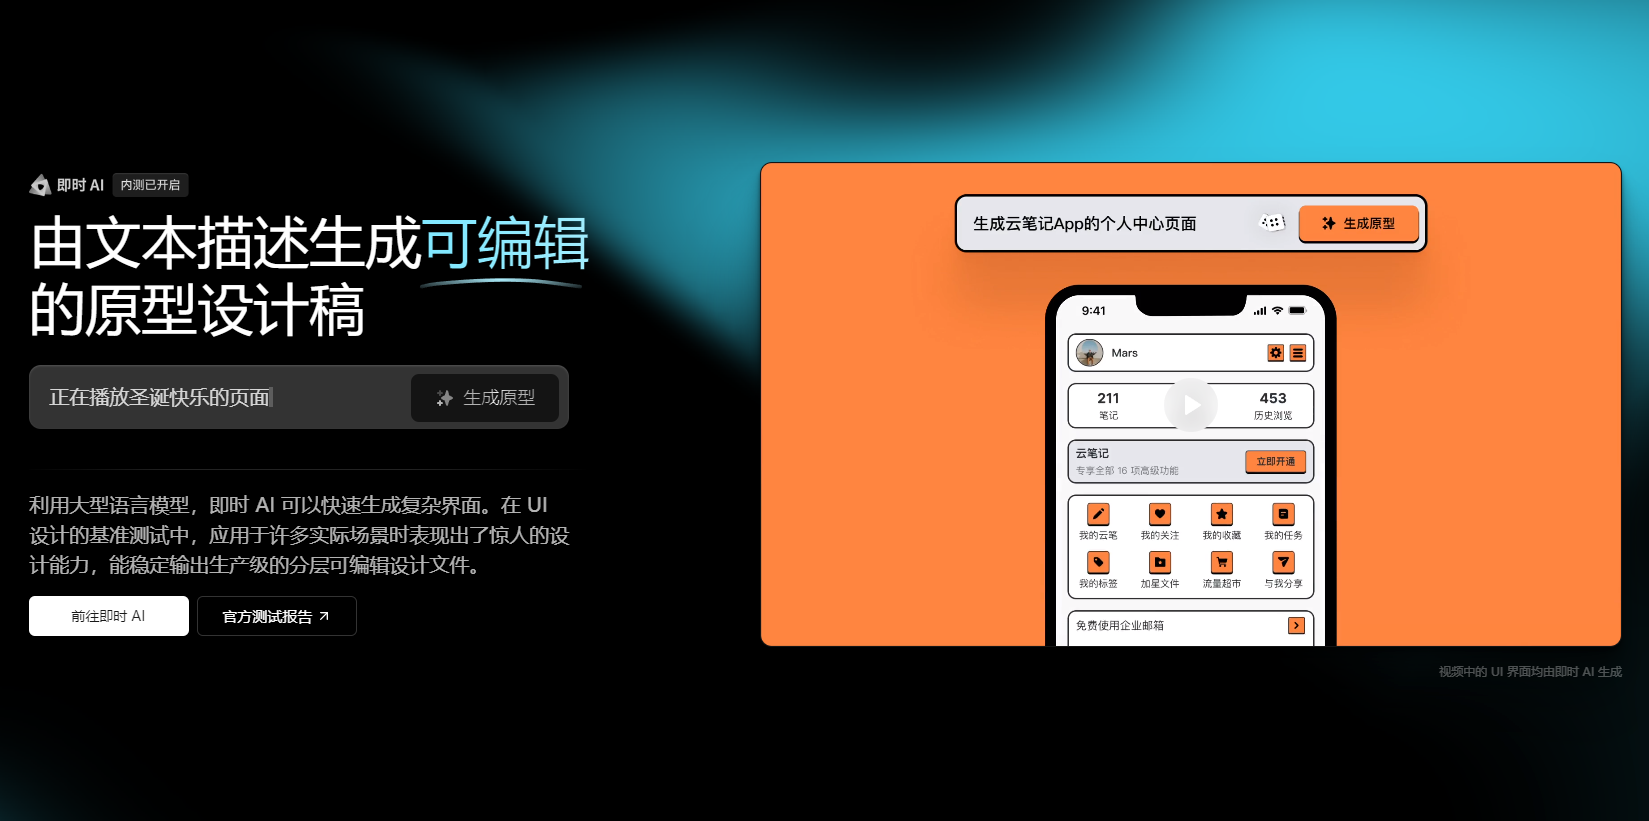 即时 AI 内测已开启
由文本描述生成可编辑
的原型设计稿
正在播放圣诞快乐的页面
生成原型
利用大型语言模型，即时 AI 可以快速生成复杂界面。在 UI
设计的基准测试中，应用于许多实际场景时表现出了惊人的设
计能力，能稳定输出生产级的分层可编辑设计文件。
前往即时 AI
官方测试报告
生成云笔记App的个人中心页面
生成原型
9:41
Mars
211
笔记
453
历史浏览
云笔记
专享全部 16 项高级功能
立即开通
我的云笔 我的关注 我的收藏 我的任务
我的标签 加星文件 流量超市 与我分享
免费使用企业邮箱
视频中的 UI 界面均由即时 AI 生成